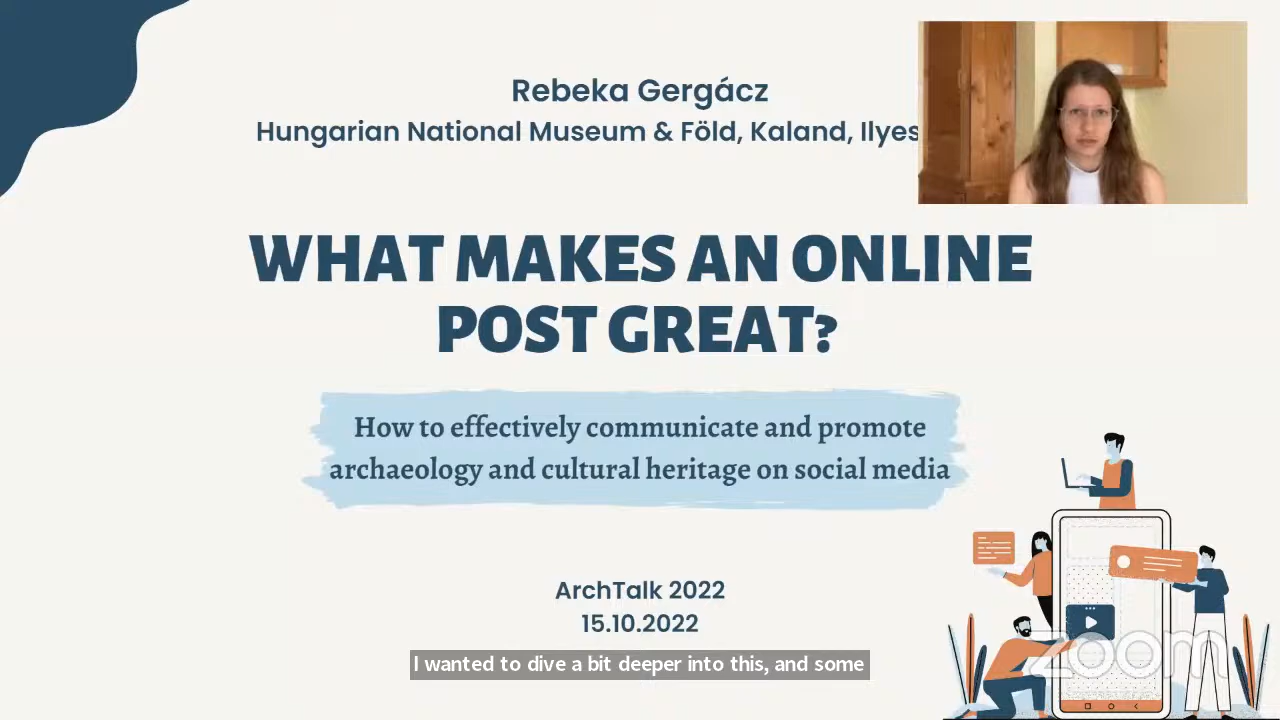 Rebeka Gergácz
Hungarian National Museum & Föld, Kaland, Ilyes
WHAT MAKES AN ONLINE
POST GREAT?
How to effectively communicate and promote
archaeology and cultural heritage on social media
ArchTalk 2022
15.10.2022
I wanted to dive a bit deeper into this, and some
zoom